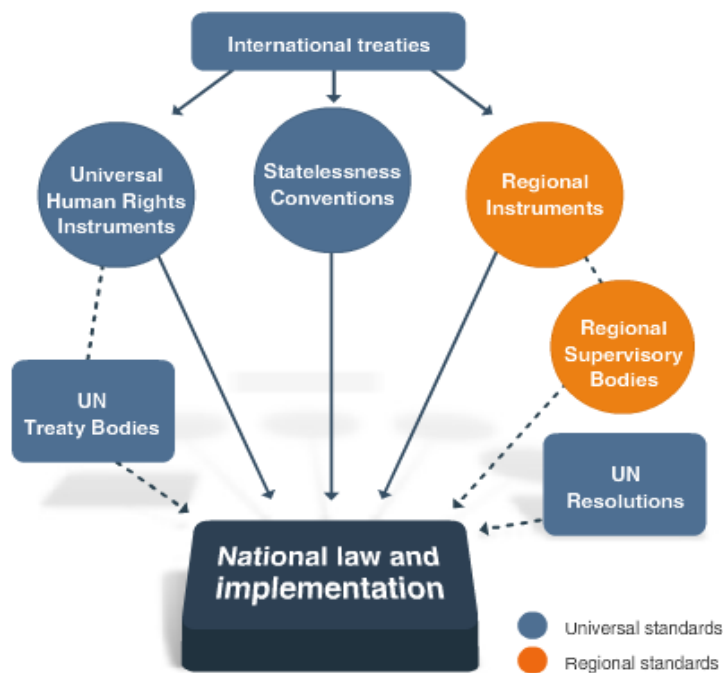 International treaties
Universal
Human Rights
Instruments
Statelessness
Conventions
Regional
Instruments
Regional
Supervisory
Bodies
UN
Treaty Bodies
UN
Resolutions
National law and
implementation
Universal standards
Regional standards